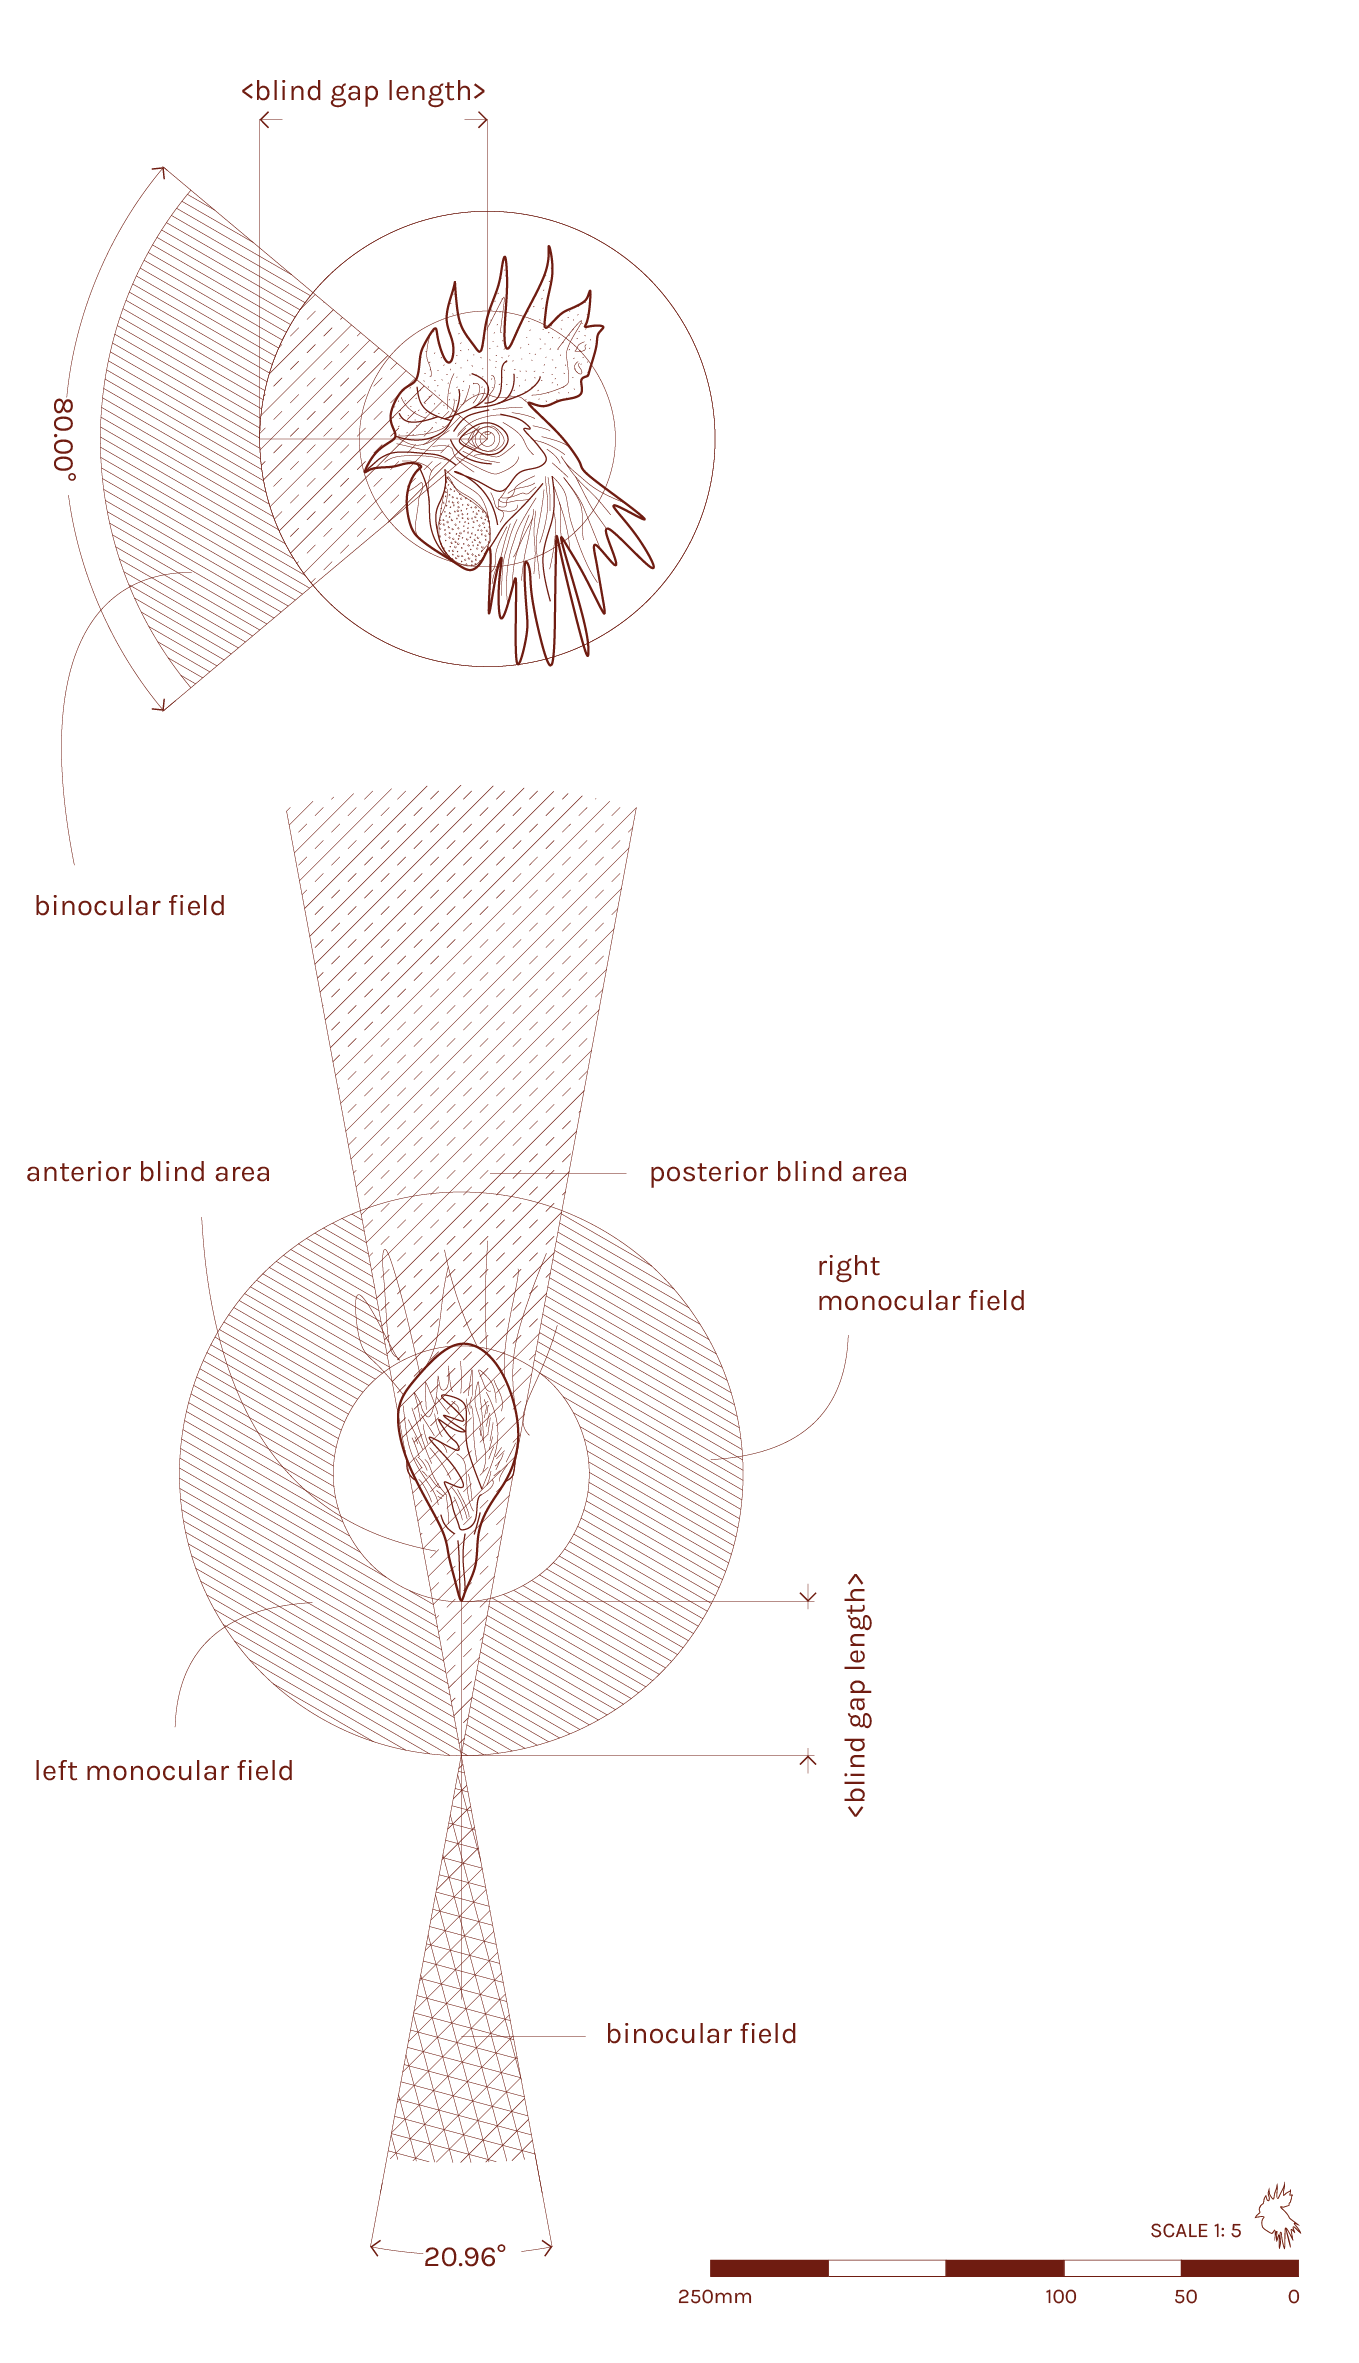 <blind gap length>
80.00°
binocular field
anterior blind area
posterior blind area
right
monocular field
<blind gap length>
left monocular field
binocular field
20.96°
SCALE 1: 5
250mm 100 50 0